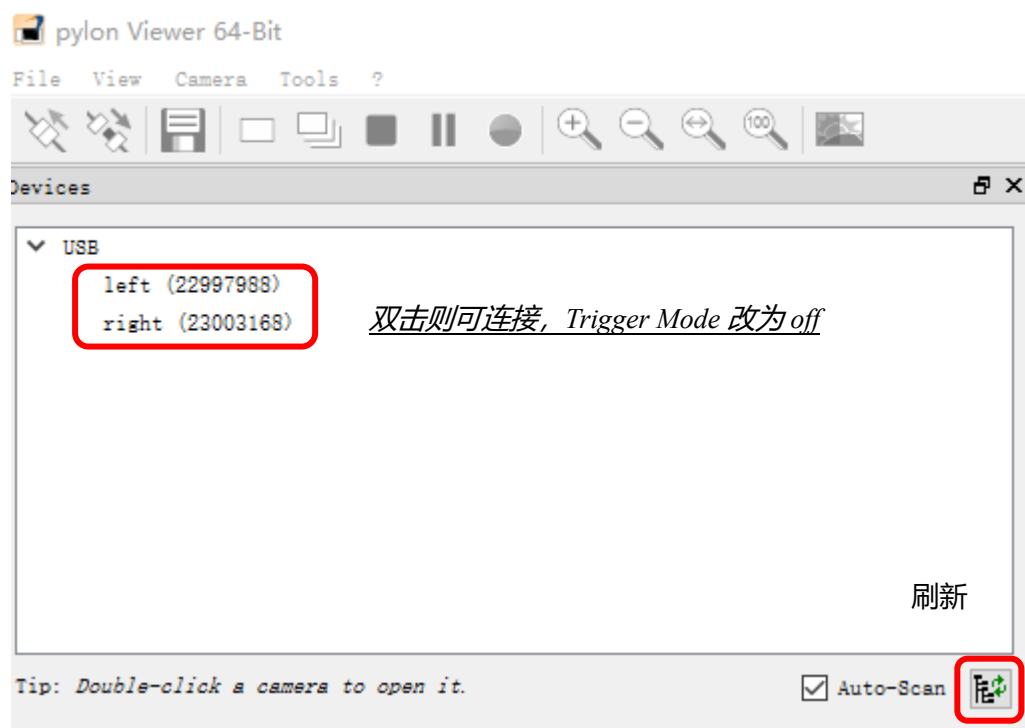 pylon Viewer 64-Bit
File View Camera Tools ?
100
Devices
USB
left (22997988)
right (23003168)
双击则可连接，Trigger Mode 改为 off
刷新
Tip: Double-click a camera to open it.
Auto-Scan